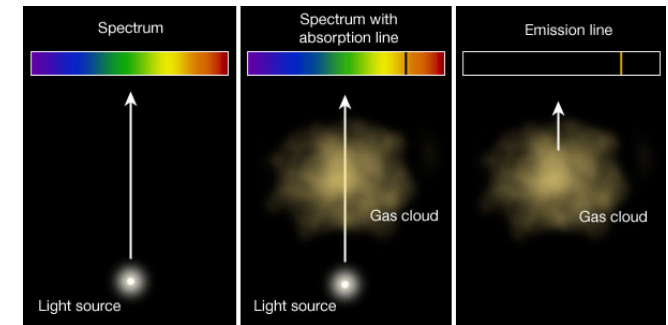 Spectrum
Light source
Spectrum with
absorption line
Gas cloud
Light source
Emission line
Gas cloud